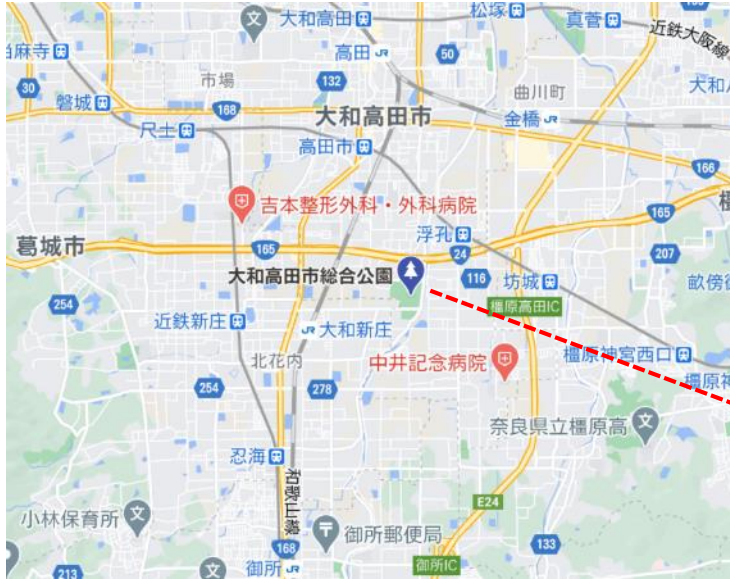 大和高田
松塚
真菅
近鉄大阪線
麻寺
高田 JR
50
30
132
市場
曲川町
大和
磐城
168
大和高田市
金橋 JR
尺土
高田市
166
吉本整形外科・外科病院
165
浮孔
葛城市
165
24
207
大和高田市総合公園
116
坊城
畝傍
254
橿原高田IC
近鉄新庄
JR 大和新庄
北花内
中井記念病院
橿原神宮西口
橿原神
254
278
奈良県立橿原高
忍海
和歌山線
E24
小林保育所
御所郵便局
168
133
213
御所 JR
御所IC